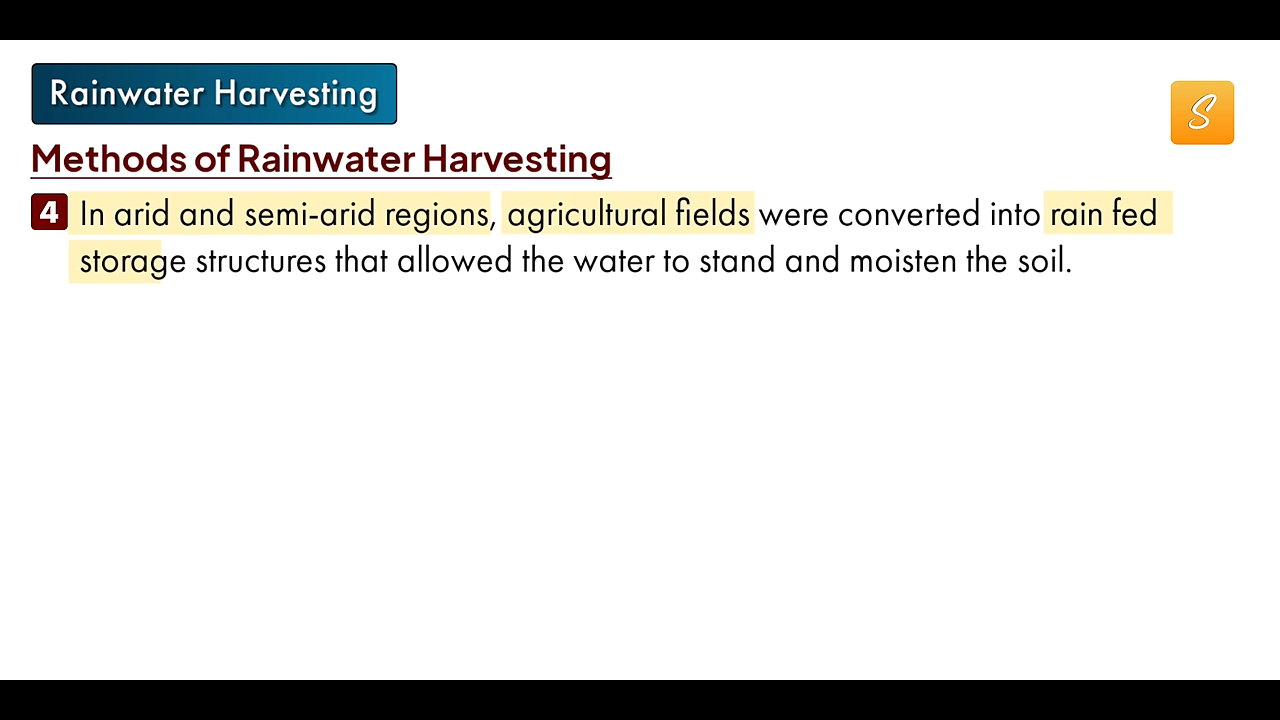 Rainwater Harvesting
S
Methods of Rainwater Harvesting
4 In arid and semi-arid regions, agricultural fields were converted into rain fed
storage structures that allowed the water to stand and moisten the soil.